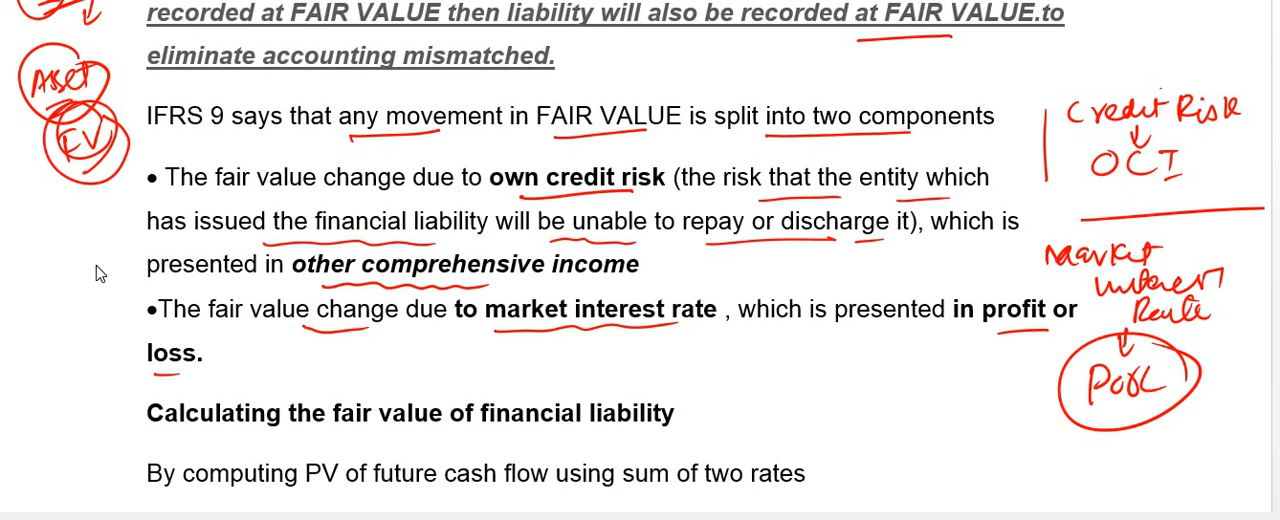 recorded at FAIR VALUE then liability will also be recorded at FAIR VALUE.to
eliminate accounting mismatched.
Asset
FV
IFRS 9 says that any movement in FAIR VALUE is split into two components
Credit Risk
OCI
• The fair value change due to own credit risk (the risk that the entity which
has issued the financial liability will be unable to repay or discharge it), which is
presented in other comprehensive income
Market
interest
Rate
•The fair value change due to market interest rate , which is presented in profit or
loss.
PorL
Calculating the fair value of financial liability
By computing PV of future cash flow using sum of two rates